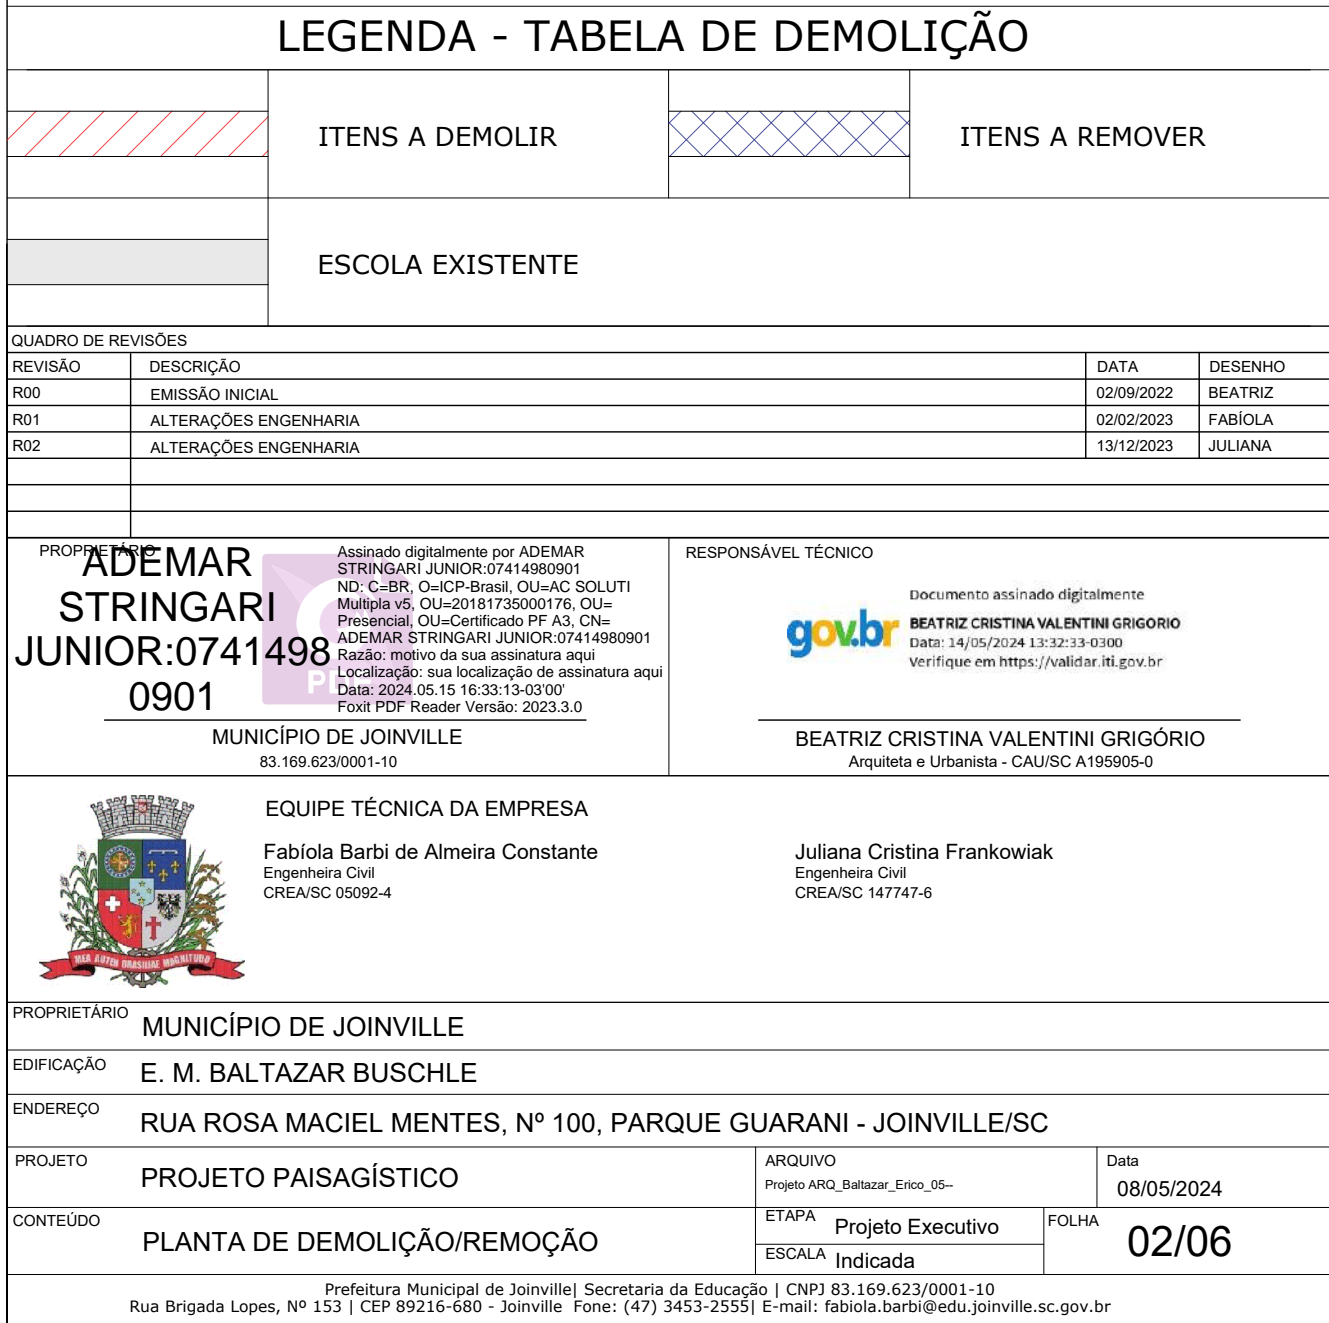 LEGENDA - TABELA DE DEMOLIÇÃO
ITENS A DEMOLIR
ITENS A REMOVER
ESCOLA EXISTENTE
QUADRO DE REVISÕES
REVISÃO DESCRIÇÃO DATA DESENHO
R00 EMISSÃO INICIAL 02/09/2022 BEATRIZ
R01 ALTERAÇÕES ENGENHARIA 02/02/2023 FABÍOLA
R02 ALTERAÇÕES ENGENHARIA 13/12/2023 JULIANA
PROPRIETÁRIO
ADEMAR
STRINGARI
JUNIOR:0741498
0901
PDF
Assinado digitalmente por ADEMAR
STRINGARI JUNIOR:07414980901
ND: C=BR, O=ICP-Brasil, OU=AC SOLUTI
Multipla v5, OU=20181735000176, OU=
Presencial, OU=Certificado PF A3, CN=
ADEMAR STRINGARI JUNIOR:07414980901
Razão: motivo da sua assinatura aqui
Localização: sua localização de assinatura aqui
Data: 2024.05.15 16:33:13-03'00'
Foxit PDF Reader Versão: 2023.3.0
MUNICÍPIO DE JOINVILLE
83.169.623/0001-10
RESPONSÁVEL TÉCNICO
gov.br
Documento assinado digitalmente
BEATRIZ CRISTINA VALENTINI GRIGORIO
Data: 14/05/2024 13:32:33-0300
Verifique em https://validar.iti.gov.br
BEATRIZ CRISTINA VALENTINI GRIGÓRIO
Arquiteta e Urbanista - CAU/SC A195905-0
MEA AUTEM BRASILIAE MAGNITUDO
EQUIPE TÉCNICA DA EMPRESA
Fabíola Barbi de Almeira Constante
Engenheira Civil
CREA/SC 05092-4
Juliana Cristina Frankowiak
Engenheira Civil
CREA/SC 147747-6
PROPRIETÁRIO MUNICÍPIO DE JOINVILLE
EDIFICAÇÃO E. M. BALTAZAR BUSCHLE
ENDEREÇO RUA ROSA MACIEL MENTES, Nº 100, PARQUE GUARANI - JOINVILLE/SC
PROJETO PROJETO PAISAGÍSTICO
ARQUIVO
Projeto ARQ_Baltazar_Erico_05--
Data
08/05/2024
CONTEÚDO PLANTA DE DEMOLIÇÃO/REMOÇÃO
ETAPA Projeto Executivo
ESCALA Indicada
FOLHA 02/06
Prefeitura Municipal de Joinville| Secretaria da Educação | CNPJ 83.169.623/0001-10
Rua Brigada Lopes, Nº 153 | CEP 89216-680 - Joinville Fone: (47) 3453-2555| E-mail: fabiola.barbi@edu.joinville.sc.gov.br